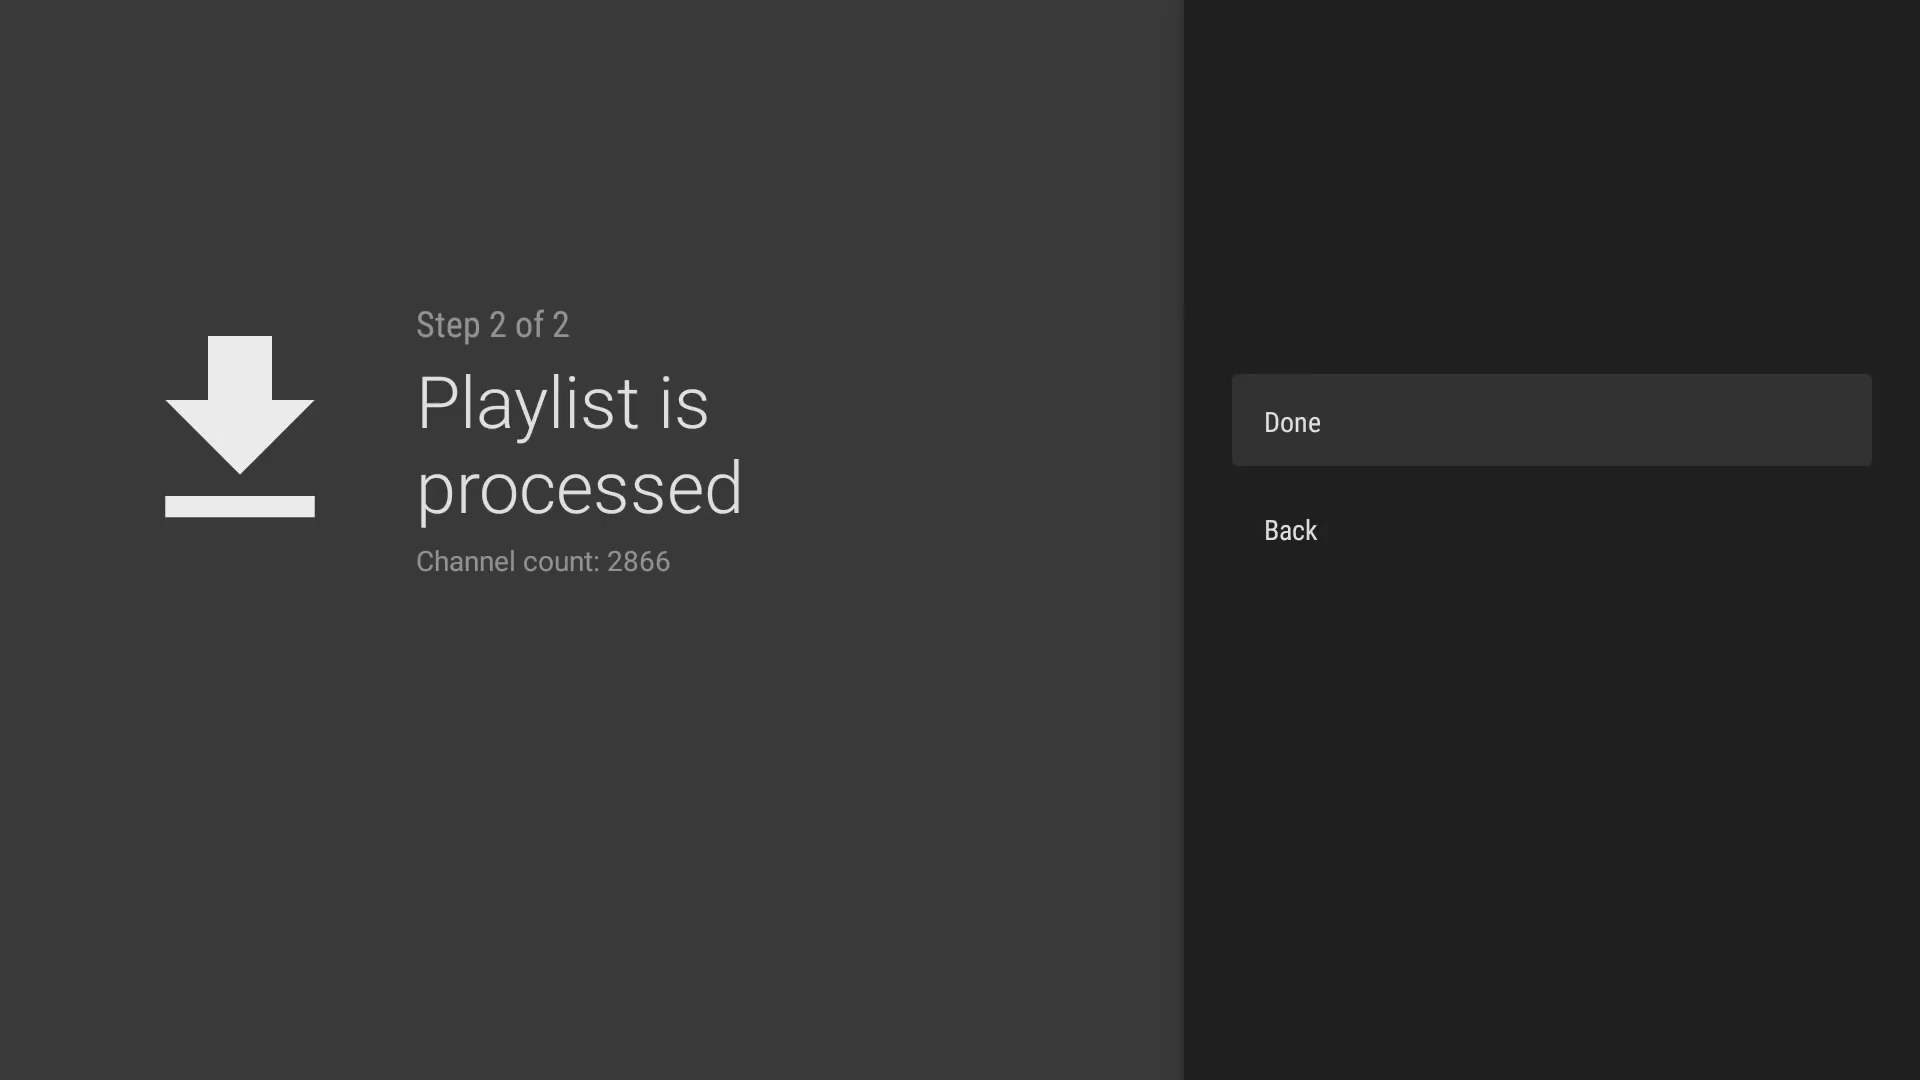 Step 2 of 2
Playlist is
processed
Channel count: 2866
Done
Back